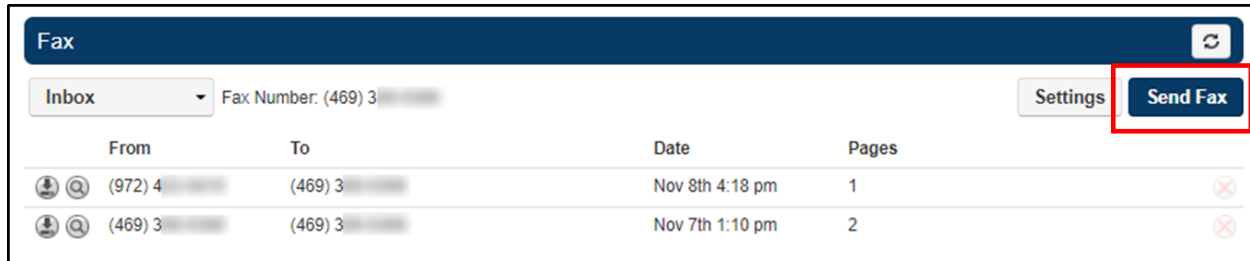 Fax
Inbox Fax Number: (469) 3 Settings Send Fax
From To Date Pages
(972) 4 (469) 3 Nov 8th 4:18 pm 1
(469) 3 (469) 3 Nov 7th 1:10 pm 2